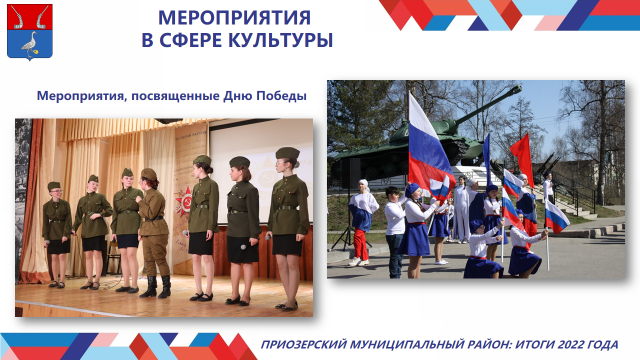 МЕРОПРИЯТИЯ
В СФЕРЕ КУЛЬТУРЫ
Мероприятия, посвященные Дню Победы
ПРИОЗЕРСКИЙ МУНИЦИПАЛЬНЫЙ РАЙОН: ИТОГИ 2022 ГОДА